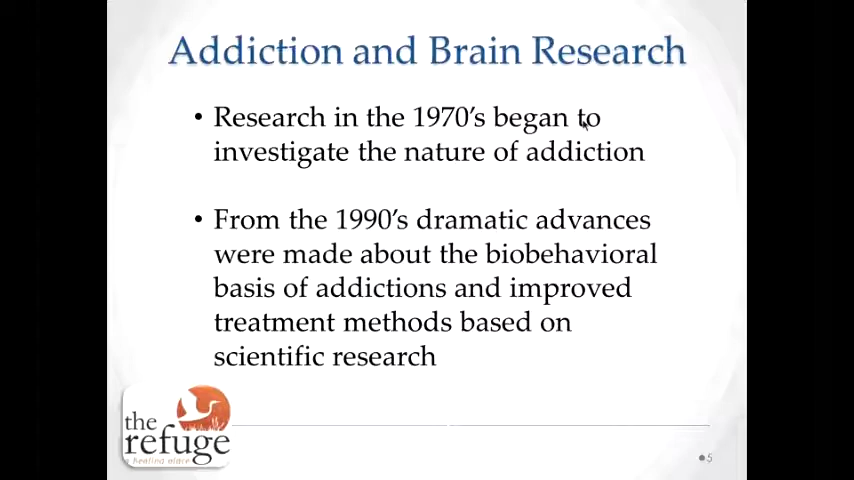 Addiction and Brain Research
• Research in the 1970's began to
investigate the nature of addiction
• From the 1990's dramatic advances
were made about the biobehavioral
basis of addictions and improved
treatment methods based on
scientific research
the
refuge
a healing place
5